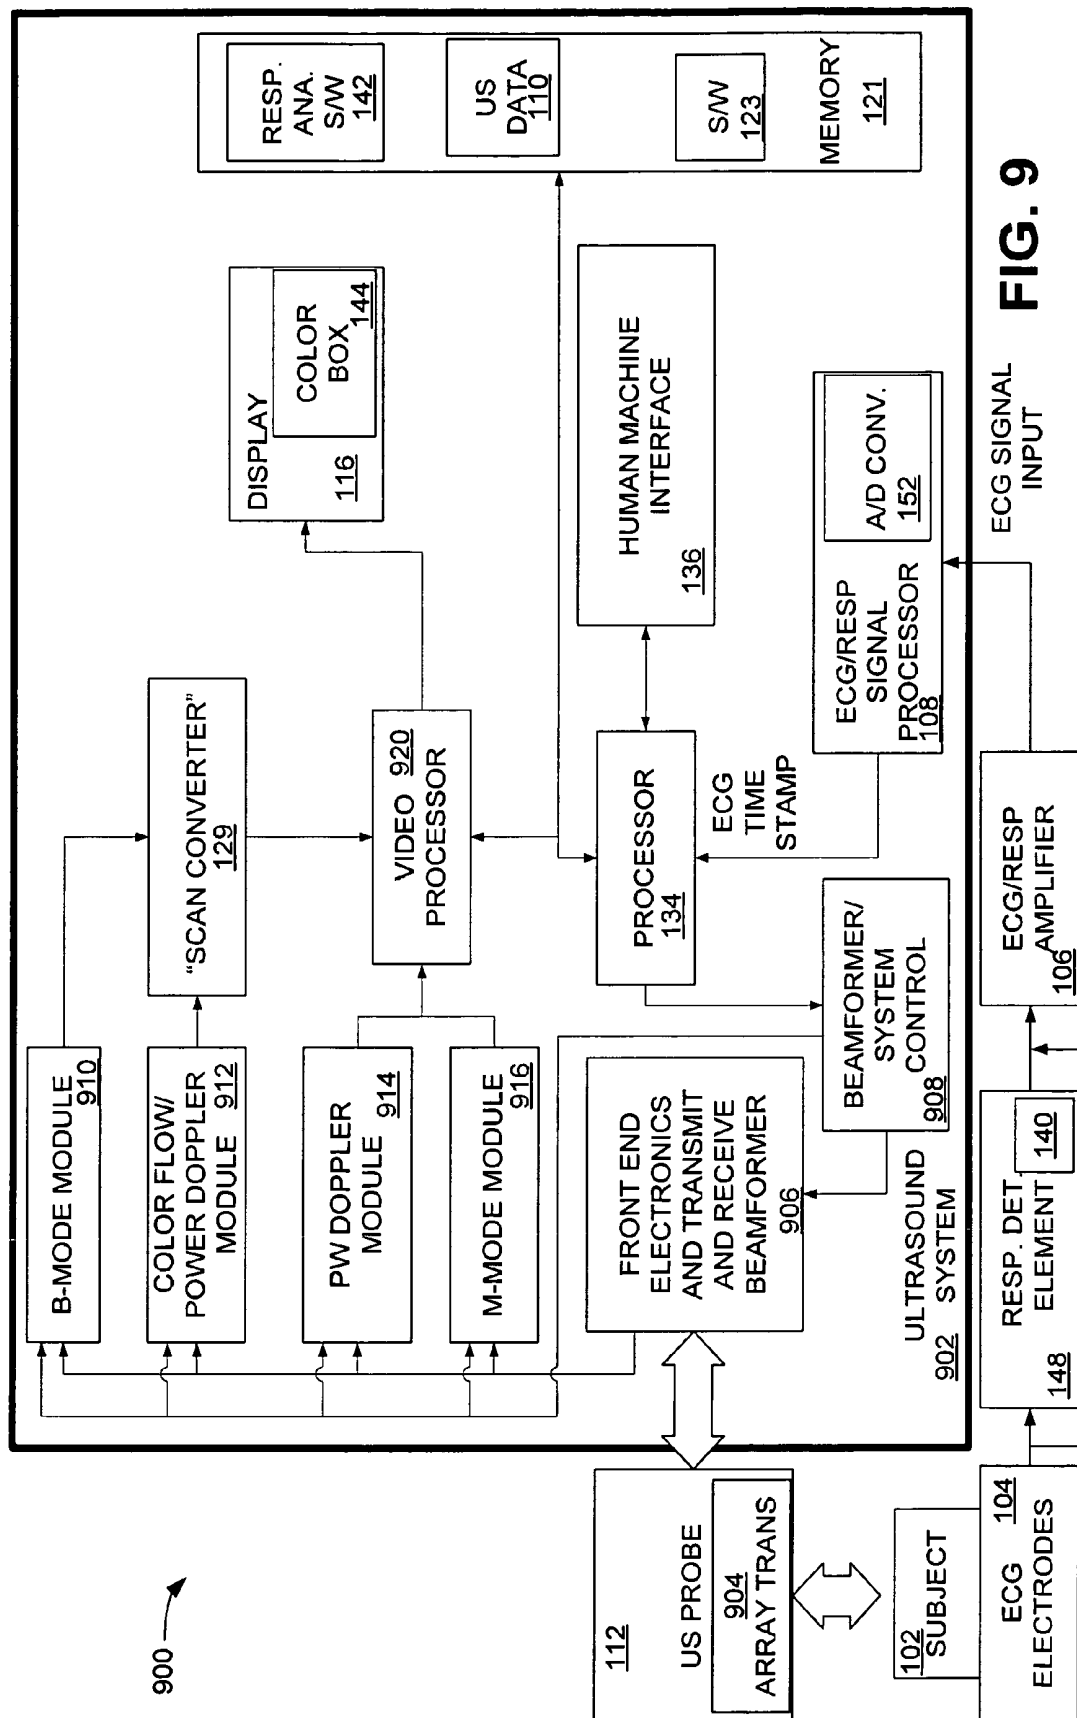 900
B-MODE MODULE
910
COLOR FLOW/
POWER DOPPLER
MODULE 912
PW DOPPLER
MODULE
914
M-MODE MODULE
916
"SCAN CONVERTER"
129
VIDEO 920
PROCESSOR
DISPLAY
116
COLOR
BOX
144
RESP.
ANA.
S/W
142
US
DATA
110
S/W
123
MEMORY
121
112
US PROBE
904
ARRAY TRANS
FRONT END
ELECTRONICS
AND TRANSMIT
AND RECEIVE
BEAMFORMER
906
PROCESSOR
134
HUMAN MACHINE
INTERFACE
136
ECG
TIME
STAMP
BEAMFORMER/
SYSTEM
CONTROL
908
ECG/RESP
SIGNAL
PROCESSOR
108
A/D CONV.
152
ULTRASOUND
902 SYSTEM
102
SUBJECT
104
ECG
ELECTRODES
RESP. DET.
ELEMENT
148
140
ECG/RESP
AMPLIFIER
106
ECG SIGNAL
INPUT
FIG. 9